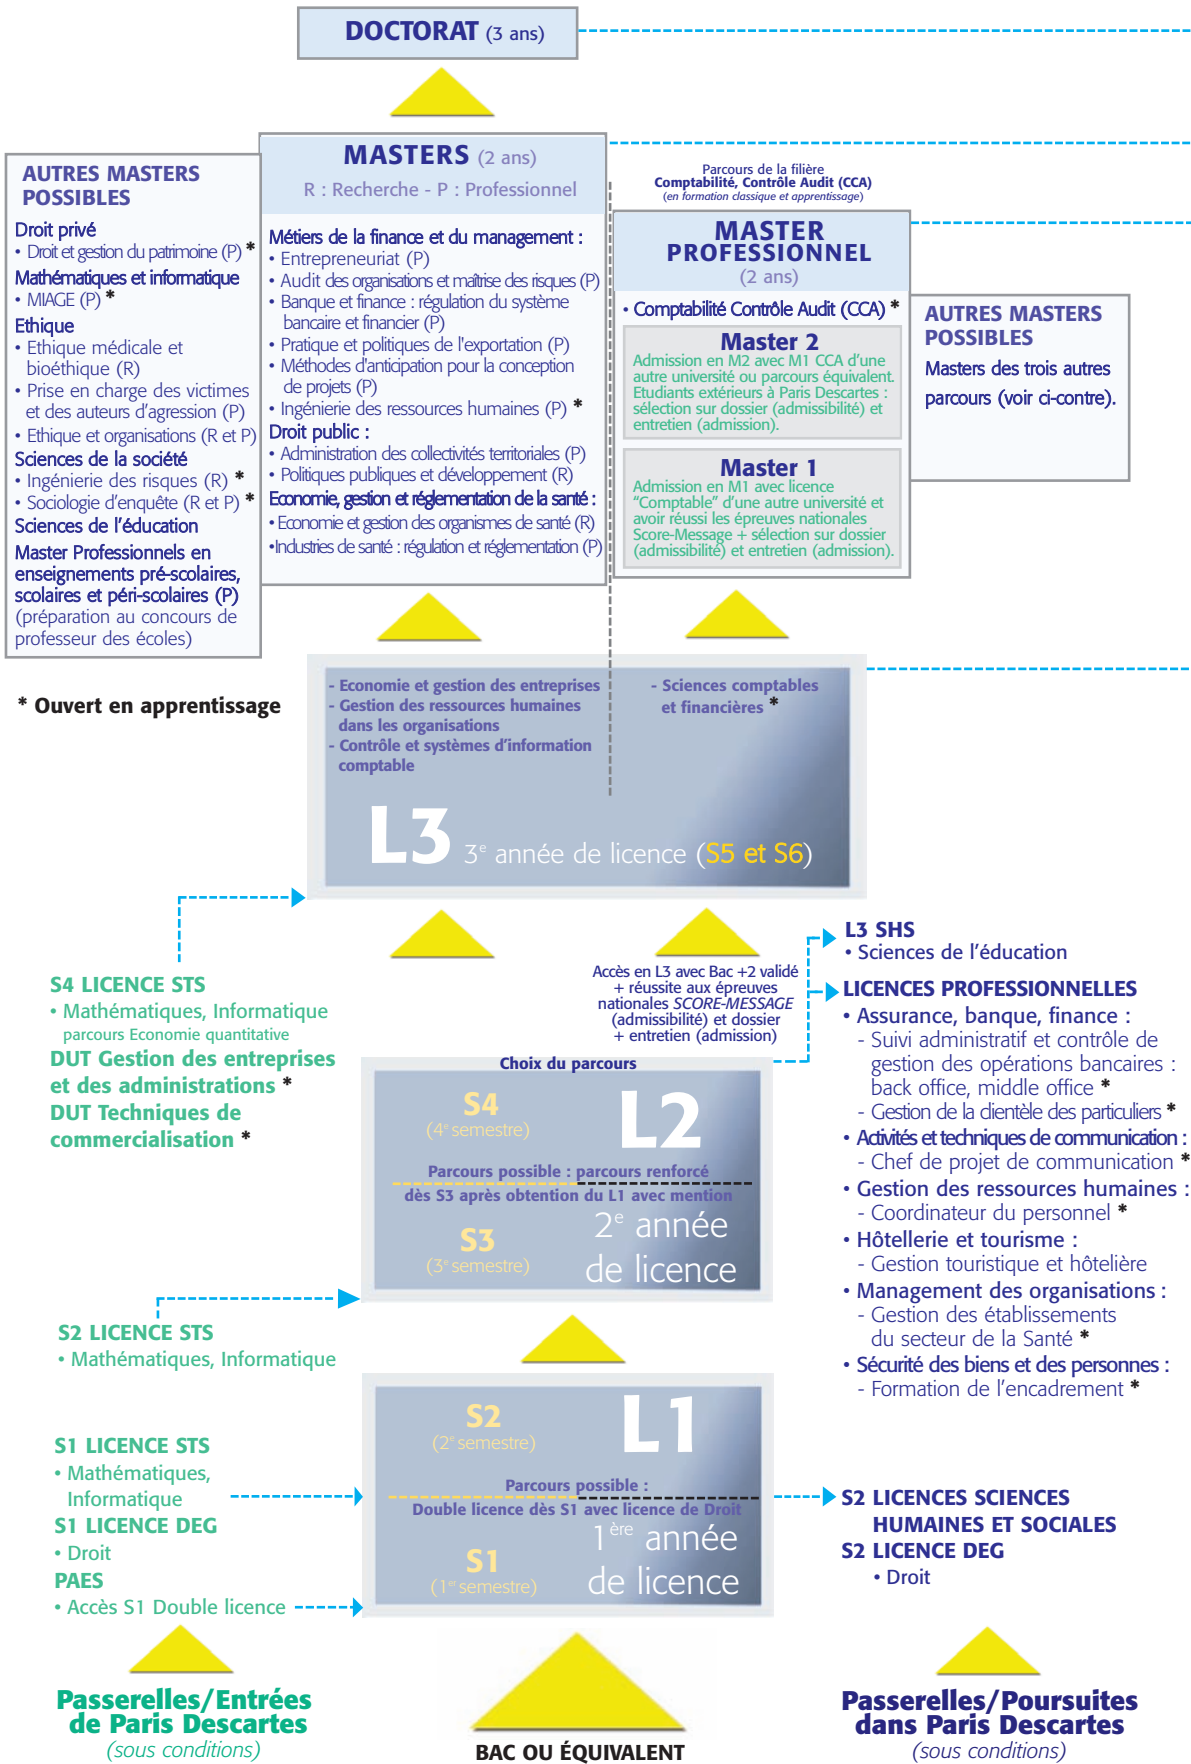 DOCTORAT (3 ans)
AUTRES MASTERS
POSSIBLES
Droit privé
• Droit et gestion du patrimoine (P) *
Mathématiques et informatique
• MIAGE (P) *
Ethique
• Ethique médicale et
bioéthique (R)
• Prise en charge des victimes
et des auteurs d'agression (P)
• Ethique et organisations (R et P)
Sciences de la société
• Ingénierie des risques (R) *
• Sociologie d'enquête (R et P) *
Sciences de l'éducation
Master Professionnels en
enseignements pré-scolaires,
scolaires et péri-scolaires (P)
(préparation au concours de
professeur des écoles)
MASTERS (2 ans)
R : Recherche - P : Professionnel
Métiers de la finance et du management :
• Entrepreneuriat (P)
• Audit des organisations et maîtrise des risques (P)
• Banque et finance : régulation du système
bancaire et financier (P)
• Pratique et politiques de l'exportation (P)
• Méthodes d'anticipation pour la conception
de projets (P)
• Ingénierie des ressources humaines (P) *
Droit public :
• Administration des collectivités territoriales (P)
• Politiques publiques et développement (R)
Economie, gestion et réglementation de la santé :
• Economie et gestion des organismes de santé (R)
•Industries de santé : régulation et réglementation (P)
Parcours de la filière
Comptabilité, Contrôle Audit (CCA)
(en formation classique et apprentissage)
MASTER
PROFESSIONNEL
(2 ans)
• Comptabilité Contrôle Audit (CCA) *
Master 2
Admission en M2 avec M1 CCA d'une
autre université ou parcours équivalent.
Etudiants extérieurs à Paris Descartes :
sélection sur dossier (admissibilité) et
entretien (admission).
Master 1
Admission en M1 avec licence
"Comptable" d'une autre université et
avoir réussi les épreuves nationales
Score-Message + sélection sur dossier
(admissibilité) et entretien (admission).
AUTRES MASTERS
POSSIBLES
Masters des trois autres
parcours (voir ci-contre).
* Ouvert en apprentissage
- Economie et gestion des entreprises
- Gestion des ressources humaines
dans les organisations
- Contrôle et systèmes d'information
comptable
- Sciences comptables
et financières *
L3 3e année de licence (S5 et S6)
S4 LICENCE STS
• Mathématiques, Informatique
parcours Economie quantitative
DUT Gestion des entreprises
et des administrations *
DUT Techniques de
commercialisation *
Accès en L3 avec Bac +2 validé
+ réussite aux épreuves
nationales SCORE-MESSAGE
(admissibilité) et dossier
+ entretien (admission)
L3 SHS
• Sciences de l'éducation
LICENCES PROFESSIONNELLES
• Assurance, banque, finance :
- Suivi administratif et contrôle de
gestion des opérations bancaires :
back office, middle office *
- Gestion de la clientèle des particuliers *
• Activités et techniques de communication :
- Chef de projet de communication *
• Gestion des ressources humaines :
- Coordinateur du personnel *
• Hôtellerie et tourisme :
- Gestion touristique et hôtelière
• Management des organisations :
- Gestion des établissements
du secteur de la Santé *
• Sécurité des biens et des personnes :
- Formation de l'encadrement *
Choix du parcours
S4
(4e semestre)
L2
Parcours possible : parcours renforcé
dès S3 après obtention du L1 avec mention
S3
(3e semestre)
2e année
de licence
S2 LICENCE STS
• Mathématiques, Informatique
S2
(2e semestre)
L1
Parcours possible :
Double licence dès S1 avec licence de Droit
S1
(1er semestre)
1ère année
de licence
S1 LICENCE STS
• Mathématiques,
Informatique
S1 LICENCE DEG
• Droit
PAES
• Accès S1 Double licence
S2 LICENCES SCIENCES
HUMAINES ET SOCIALES
S2 LICENCE DEG
• Droit
Passerelles/Entrées
de Paris Descartes
(sous conditions)
BAC OU ÉQUIVALENT
Passerelles/Poursuites
dans Paris Descartes
(sous conditions)